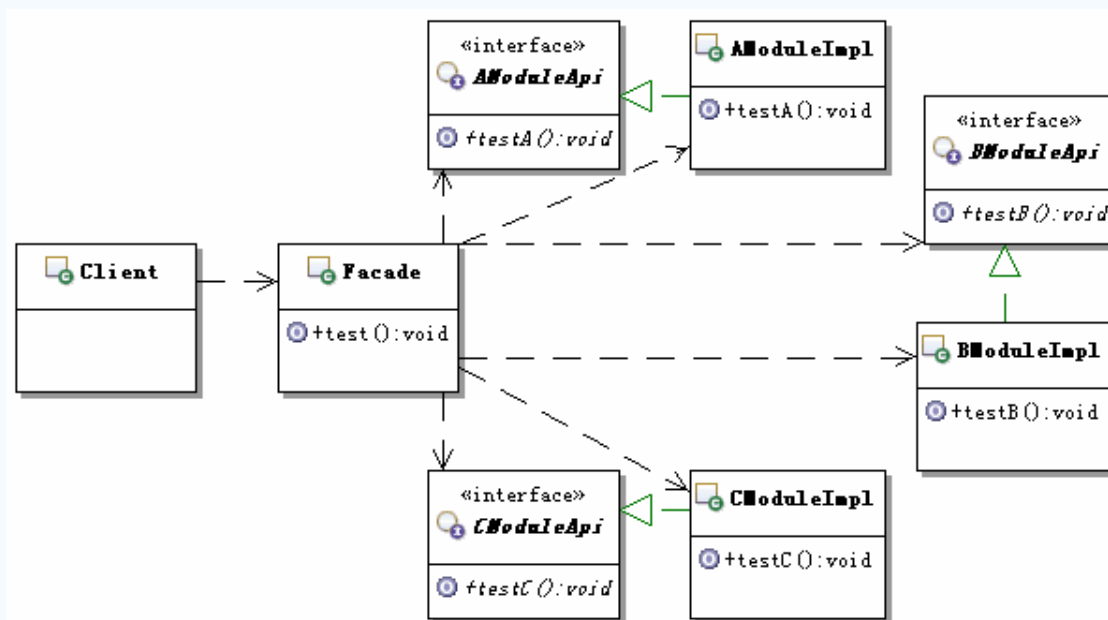 «interface»
AModuleApi
+testA():void
AModuleImpl
+testA():void
«interface»
BModuleApi
+testB():void
Client
Facade
+test():void
BModuleImpl
+testB():void
«interface»
CModuleApi
+testC():void
CModuleImpl
+testC():void